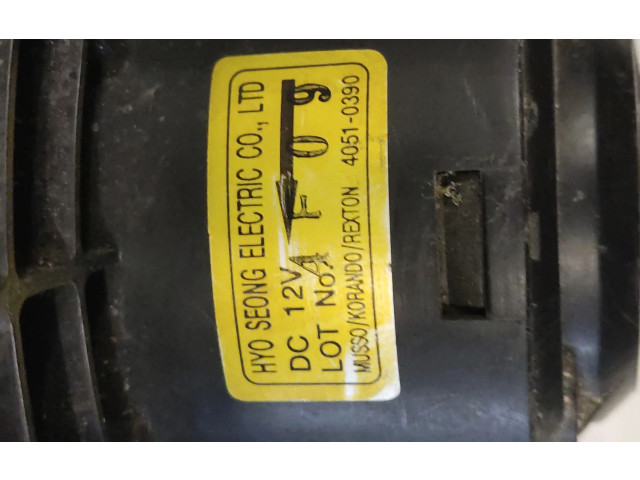 HYO SEONG ELECTRIC CO., LTD
DC 12V
LOT No. A F 0 9
MUSSO/KORANDO/REXTON 4051-0390